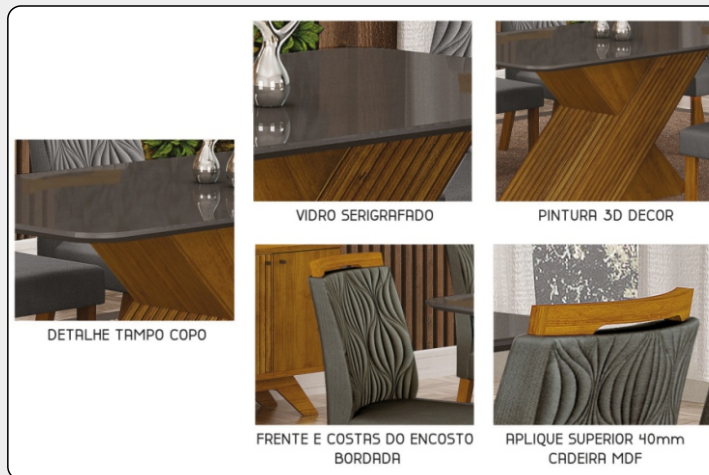 VIDRO SERIGRAFADO
PINTURA 3D DECOR
DETALHE TAMPO COPO
FRENTE E COSTAS DO ENCOSTO
BORDADA
APLIQUE SUPERIOR 40mm
CADEIRA MDF